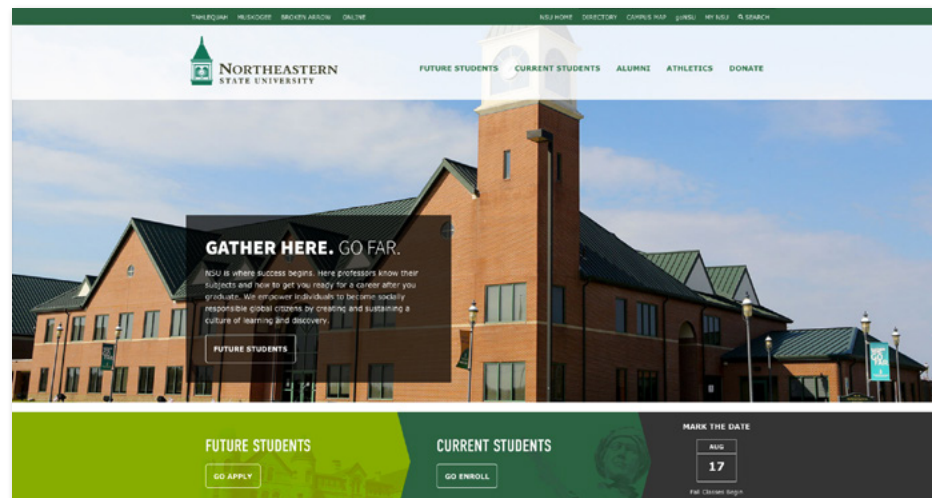 TAHLEQUAH MUSKOGEE BROKEN ARROW ONLINE NSU HOME DIRECTORY CAMPUS MAP goNSU MY NSU SEARCH
NORTHEASTERN
STATE UNIVERSITY
FUTURE STUDENTS CURRENT STUDENTS ALUMNI ATHLETICS DONATE
GATHER HERE. GO FAR.
NSU is where success begins. Here professors know their
subjects and how to get you ready for a career after you
graduate. We empower individuals to become socially
responsible global citizens by creating and sustaining a
culture of learning and discovery.
FUTURE STUDENTS
GO
FAR
FUTURE STUDENTS
GO APPLY
CURRENT STUDENTS
GO ENROLL
MARK THE DATE
AUG
17
Fall Classes Begin